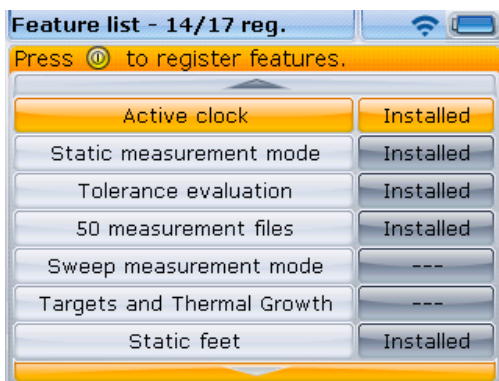 Feature list - 14/17 reg.
Press to register features.
Active clock Installed
Static measurement mode Installed
Tolerance evaluation Installed
50 measurement files Installed
Sweep measurement mode ---
Targets and Thermal Growth ---
Static feet Installed